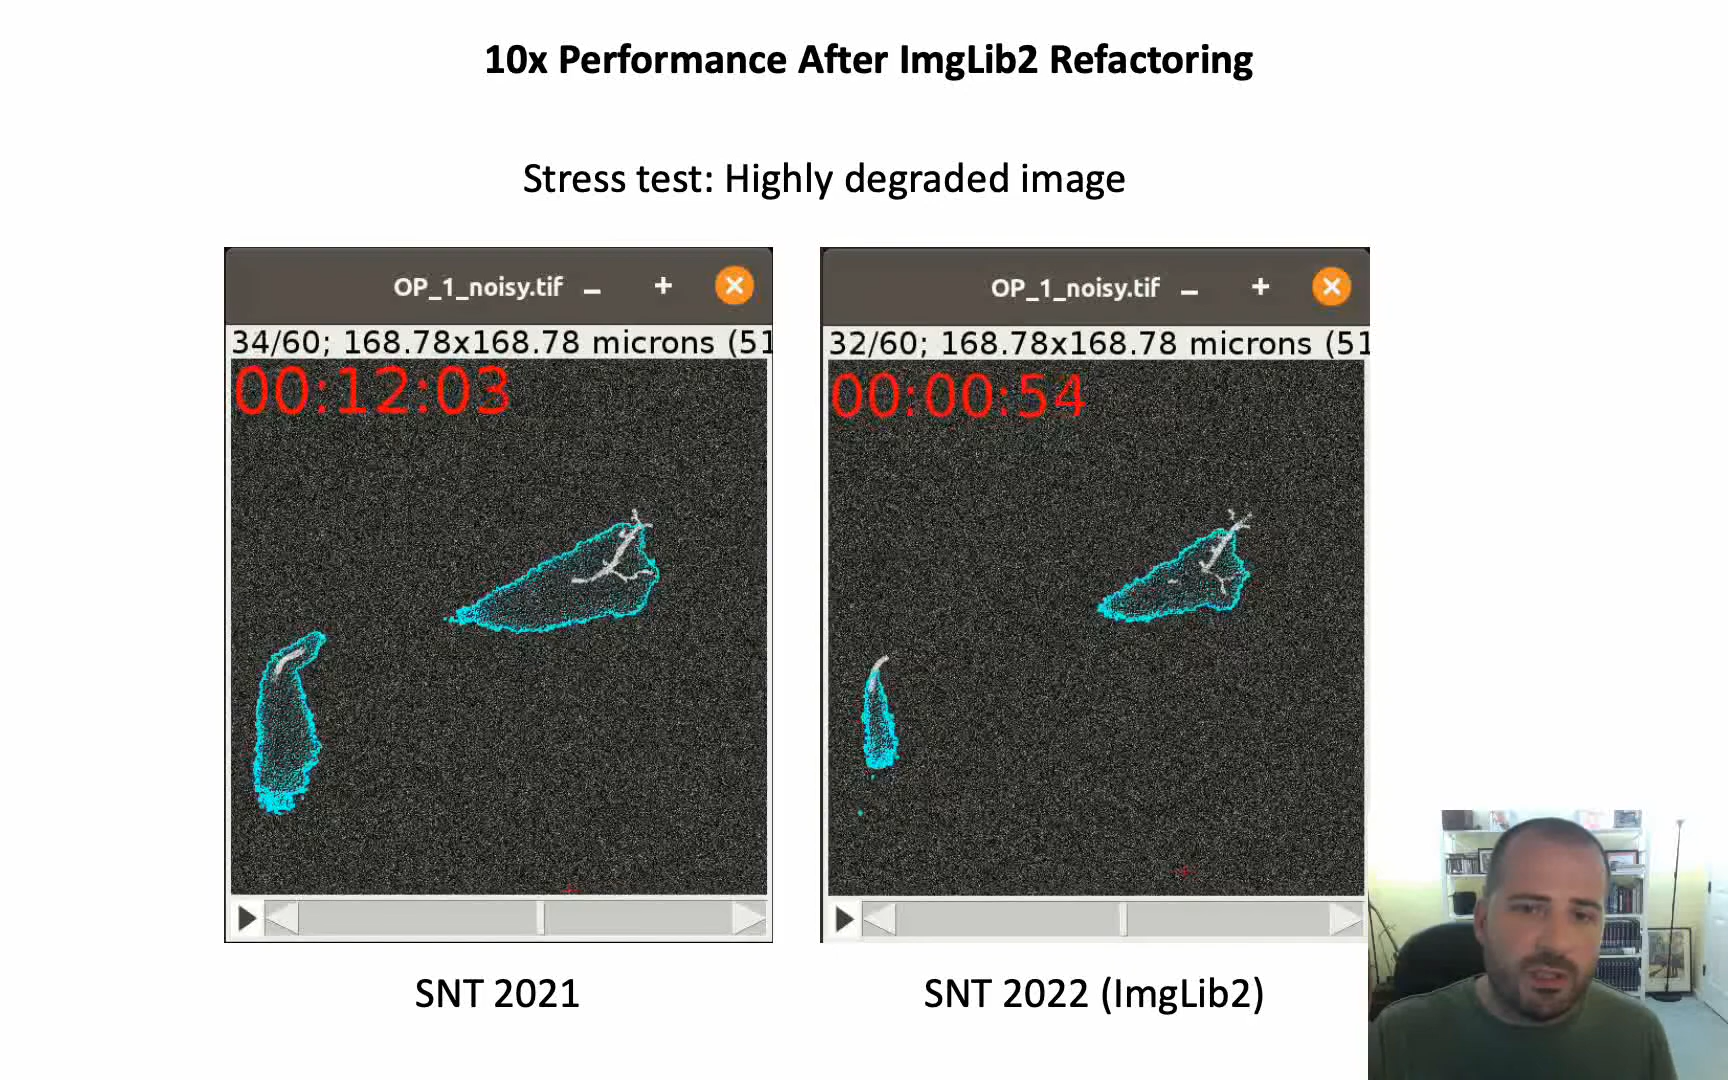 10x Performance After ImgLib2 Refactoring
Stress test: Highly degraded image
OP_1_noisy.tif
34/60; 168.78x168.78 microns (51
00:12:03
SNT 2021
OP_1_noisy.tif
32/60; 168.78x168.78 microns (51
00:00:54
SNT 2022 (ImgLib2)